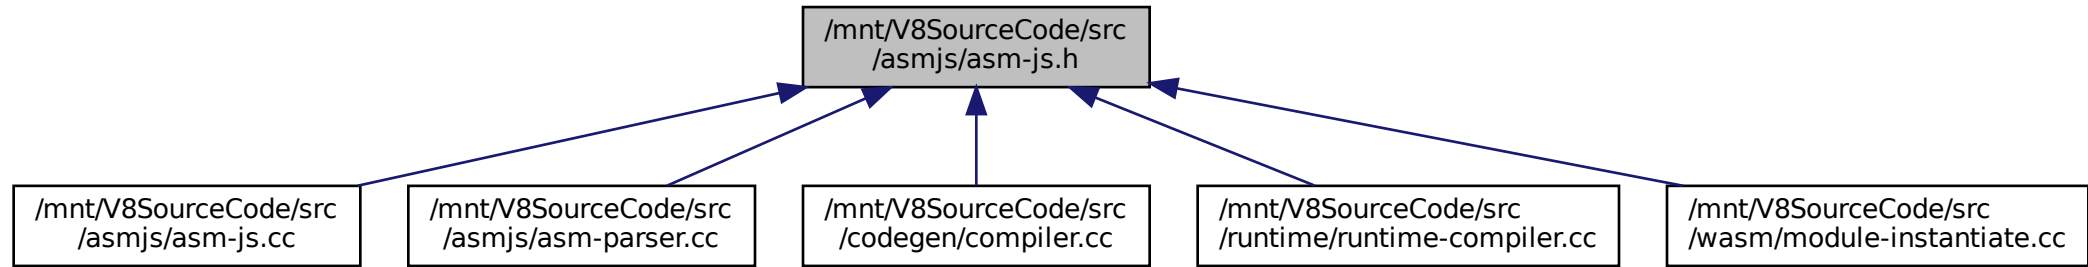 /mnt/V8SourceCode/src
/asmjs/asm-js.h
/mnt/V8SourceCode/src
/asmjs/asm-js.cc
/mnt/V8SourceCode/src
/asmjs/asm-parser.cc
/mnt/V8SourceCode/src
/codegen/compiler.cc
/mnt/V8SourceCode/src
/runtime/runtime-compiler.cc
/mnt/V8SourceCode/src
/wasm/module-instantiate.cc